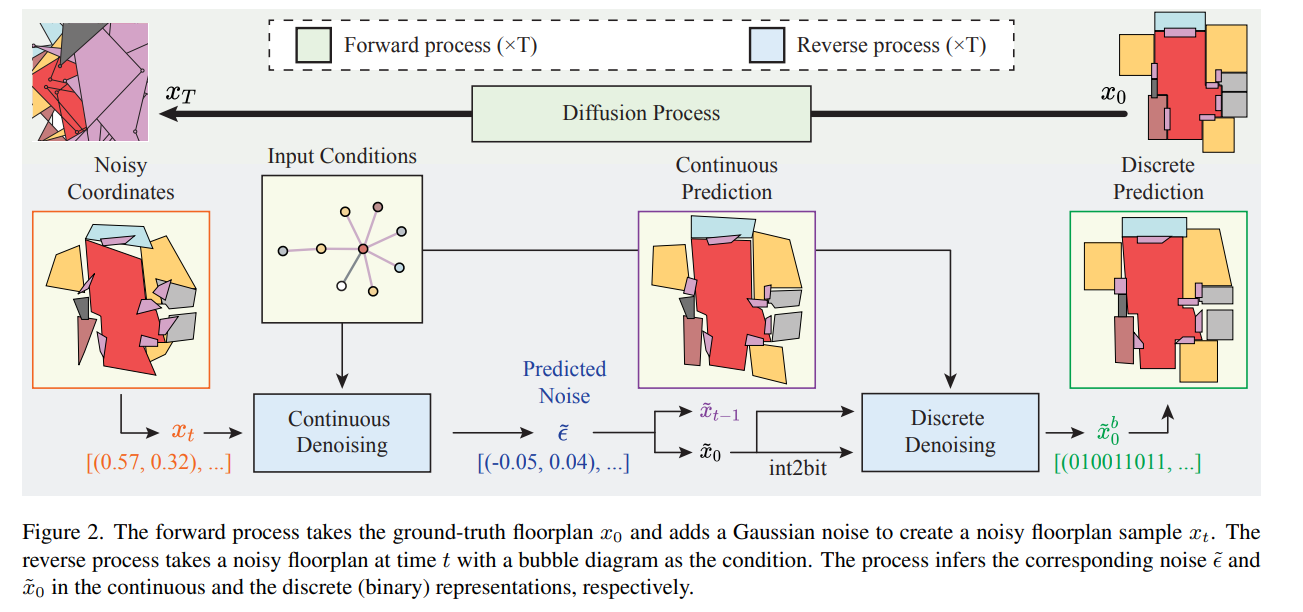 Forward process (×T)
Reverse process (×T)
x_T
Diffusion Process
x_0
Noisy
Coordinates
Input Conditions
Continuous
Prediction
Discrete
Prediction
Predicted
Noise
x_t
[(0.57, 0.32), ...]
Continuous
Denoising
ϵ̃
[(-0.05, 0.04), ...]
x̃_{t−1}
x̃_0
int2bit
Discrete
Denoising
x̃_0^b
[(010011011, ...]
Figure 2. The forward process takes the ground-truth floorplan x_0 and adds a Gaussian noise to create a noisy floorplan sample x_t. The
reverse process takes a noisy floorplan at time t with a bubble diagram as the condition. The process infers the corresponding noise ϵ̃ and
x̃_0 in the continuous and the discrete (binary) representations, respectively.